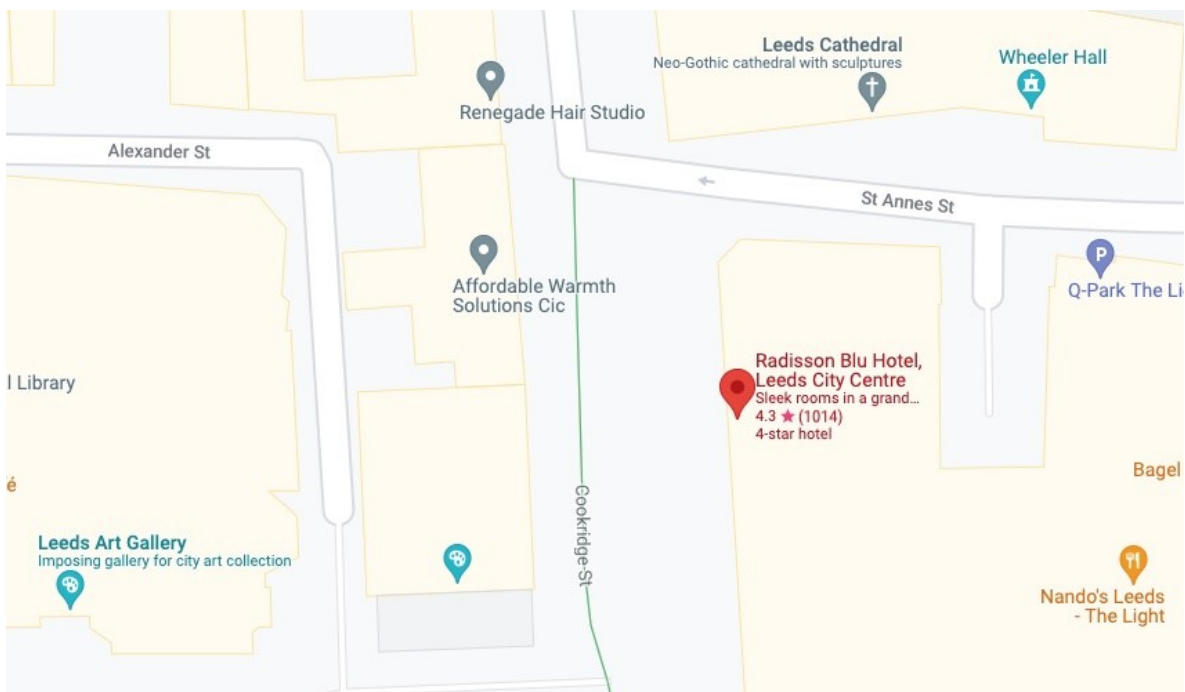 Leeds Cathedral
Neo-Gothic cathedral with sculptures
Wheeler Hall
Renegade Hair Studio
Alexander St
St Annes St
P
Q-Park The Li
Affordable Warmth
Solutions Cic
Radisson Blu Hotel,
Leeds City Centre
Sleek rooms in a grand...
4.3 ★ (1014)
4-star hotel
l Library
Bagel
é
Cookridge-St
Leeds Art Gallery
Imposing gallery for city art collection
Nando's Leeds
- The Light